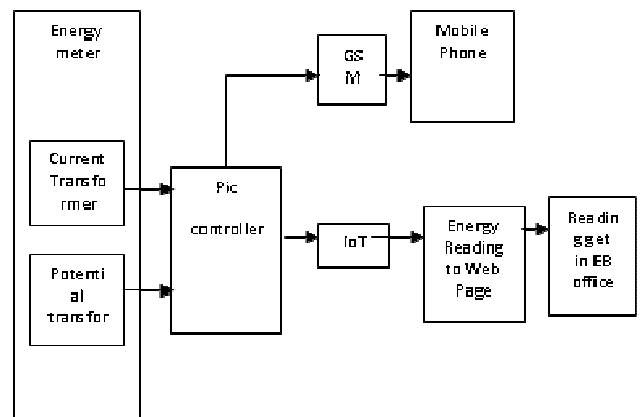 Energy
meter
Current
Transfo
rmer
Potenti
al
transfor
Pic
controller
GS
M
Mobile
Phone
IoT
Energy
Reading
to Web
Page
Readin
g get
in EB
office